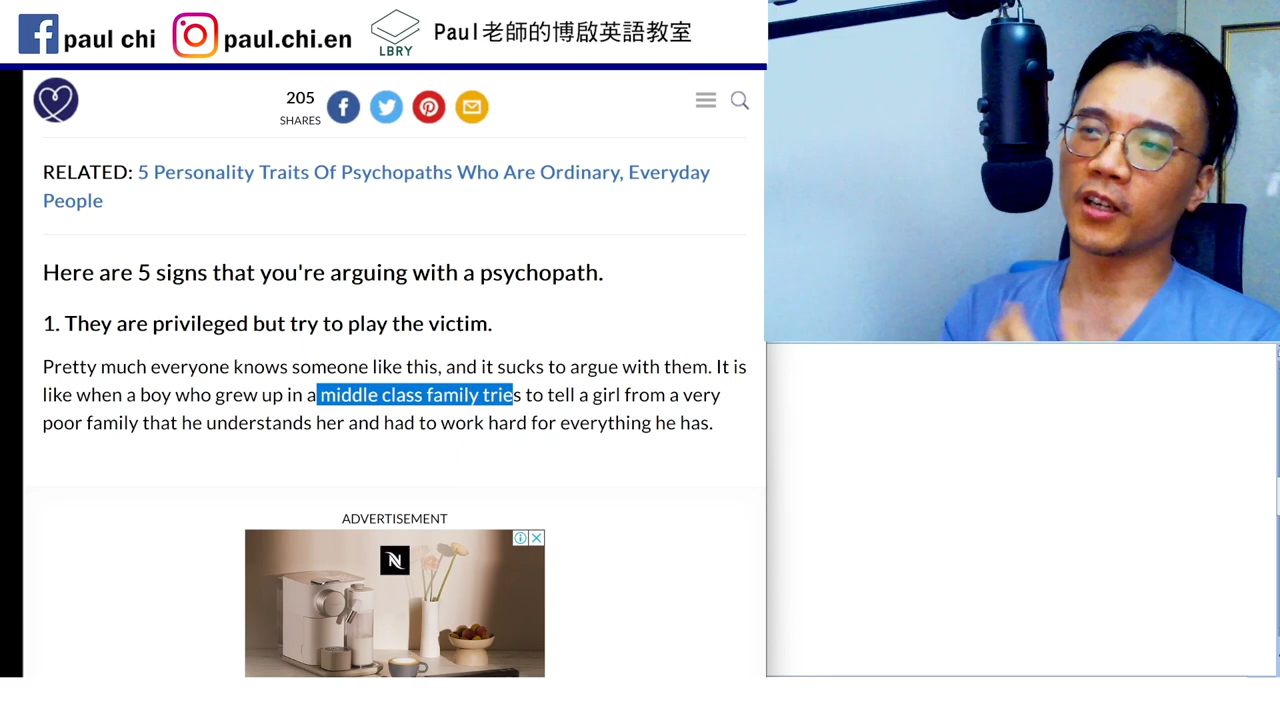 paul chi
paul.chi.en
LBRY
Paul老師的博啟英語教室
205
SHARES
RELATED: 5 Personality Traits Of Psychopaths Who Are Ordinary, Everyday
People
Here are 5 signs that you're arguing with a psychopath.
1. They are privileged but try to play the victim.
Pretty much everyone knows someone like this, and it sucks to argue with them. It is
like when a boy who grew up in a middle class family tries to tell a girl from a very
poor family that he understands her and had to work hard for everything he has.
ADVERTISEMENT